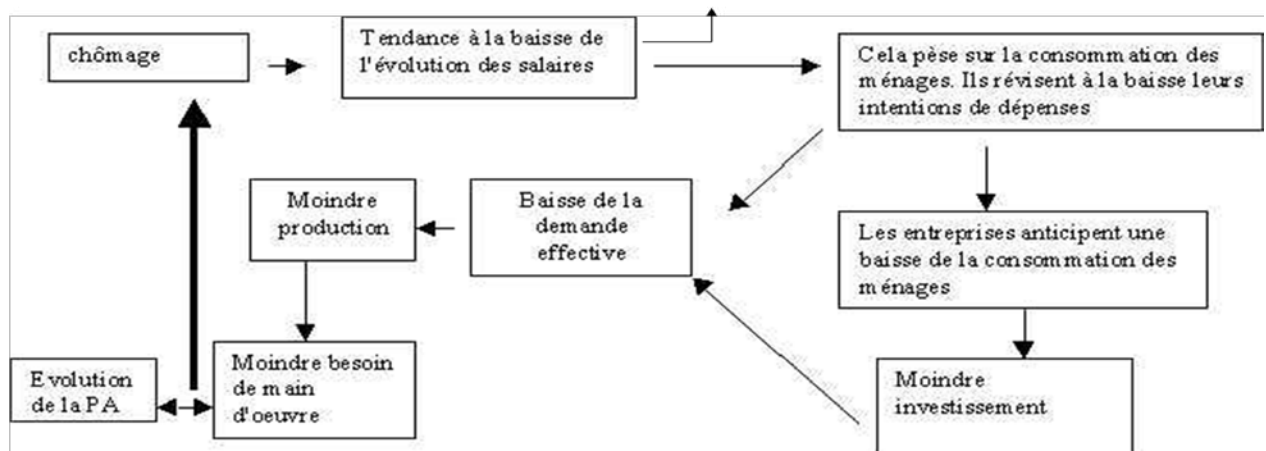 chômage
Tendance à la baisse de
l'évolution des salaires
Cela pèse sur la consommation des
ménages. Ils révisent à la baisse leurs
intentions de dépenses
Moindre
production
Baisse de la
demande
effective
Les entreprises anticipent une
baisse de la consommation des
ménages
Evolution
de la PA
Moindre besoin
de main
d'oeuvre
Moindre
investissement